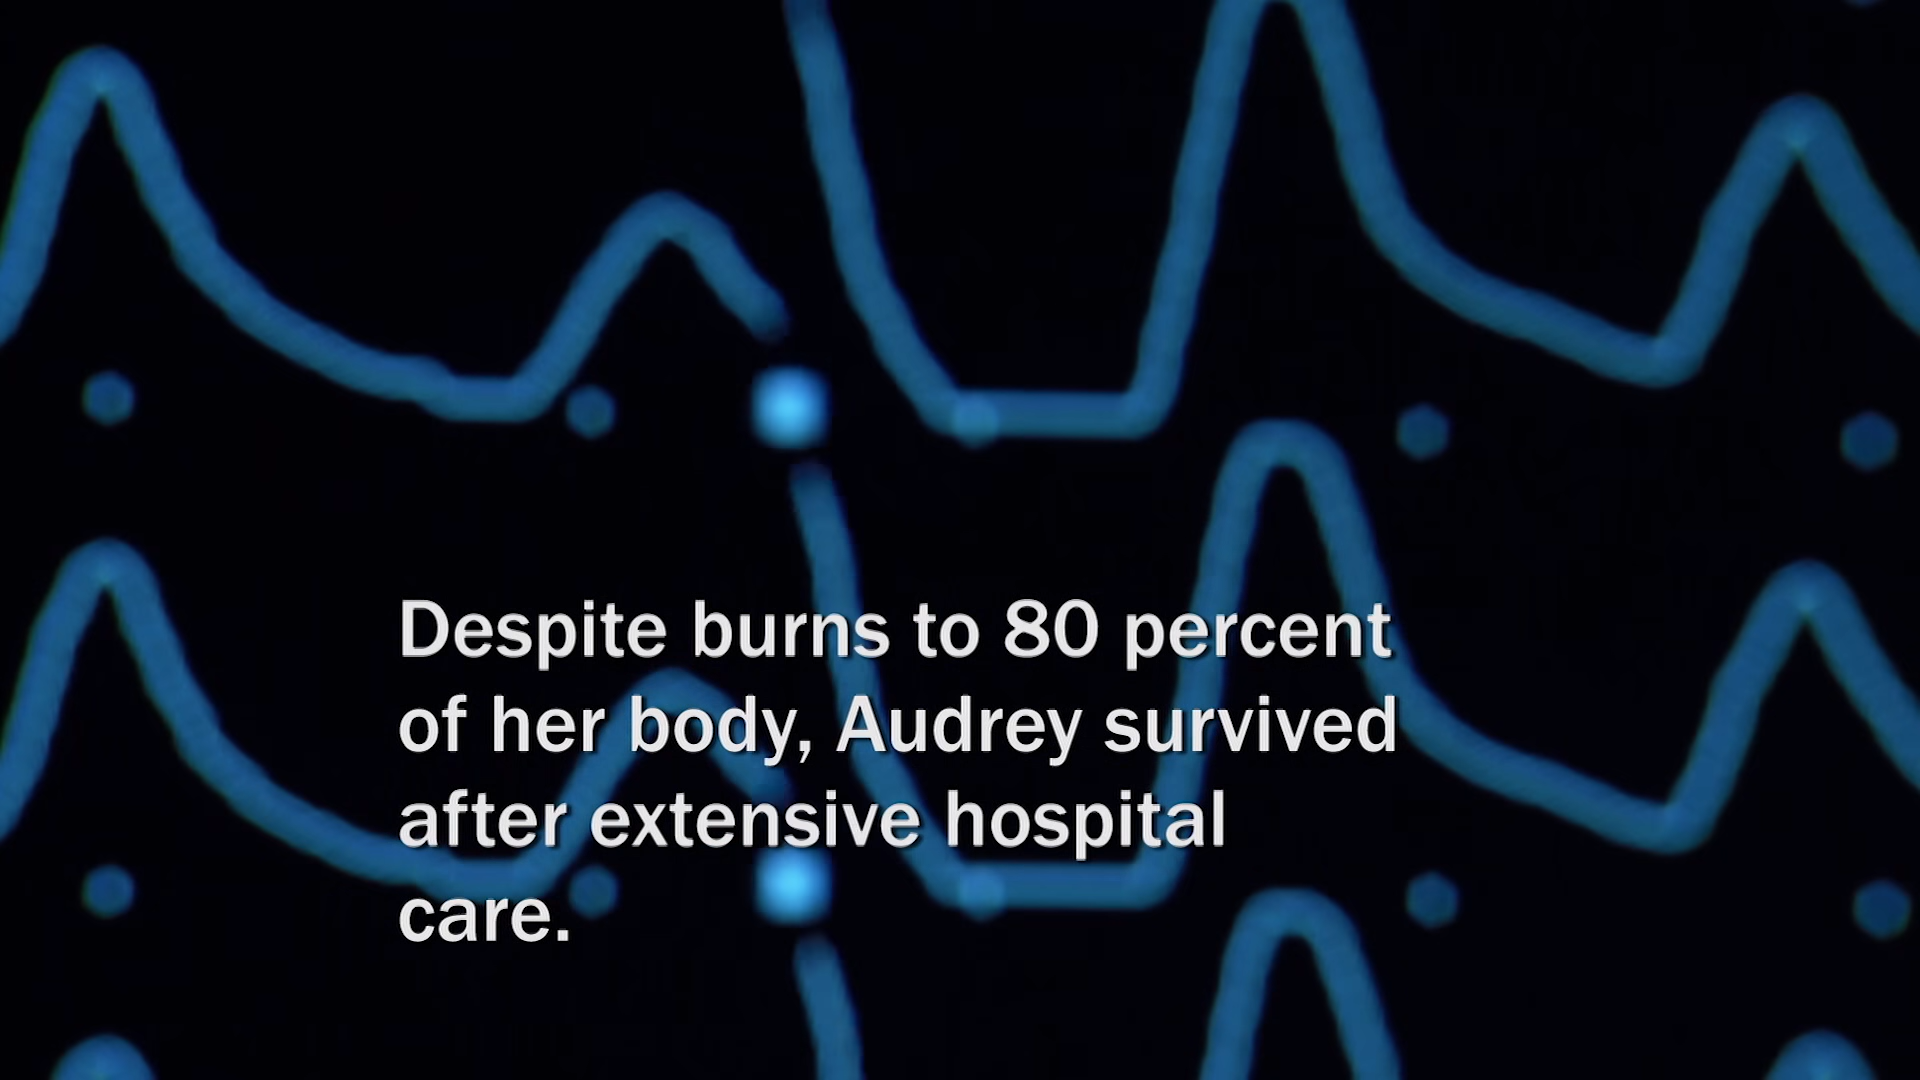 Despite burns to 80 percent
of her body, Audrey survived
after extensive hospital
care.